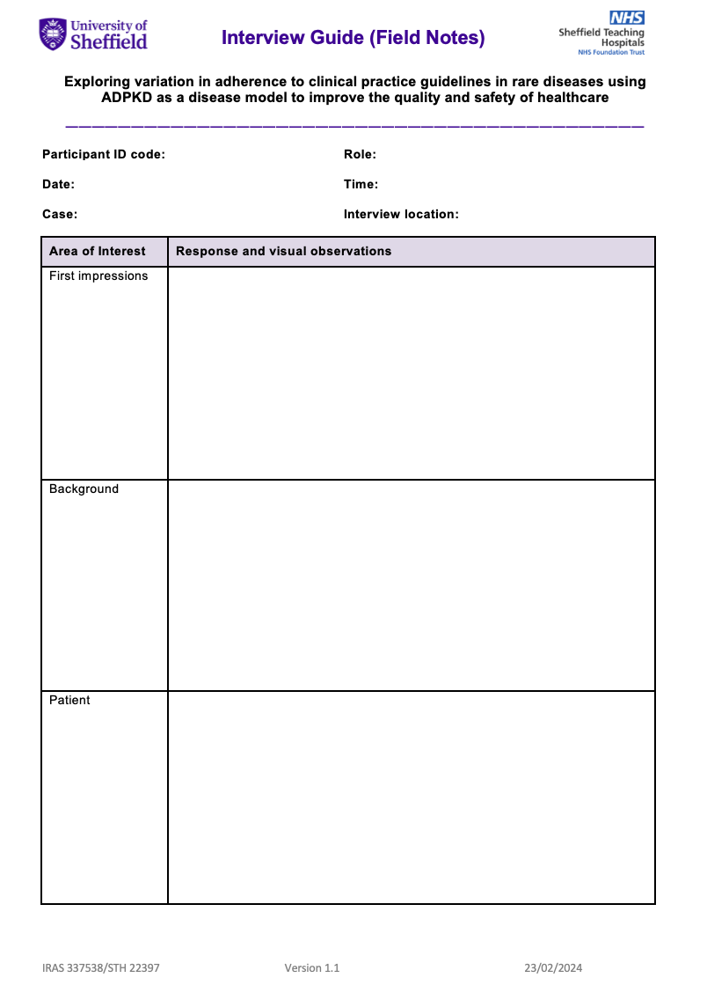 University of
Sheffield
Interview Guide (Field Notes)
NHS
Sheffield Teaching
Hospitals
NHS Foundation Trust
Exploring variation in adherence to clinical practice guidelines in rare diseases using
ADPKD as a disease model to improve the quality and safety of healthcare
Participant ID code: Role:
Date: Time:
Case: Interview location:
Area of Interest Response and visual observations
First impressions
Background
Patient
IRAS 337538/STH 22397 Version 1.1 23/02/2024